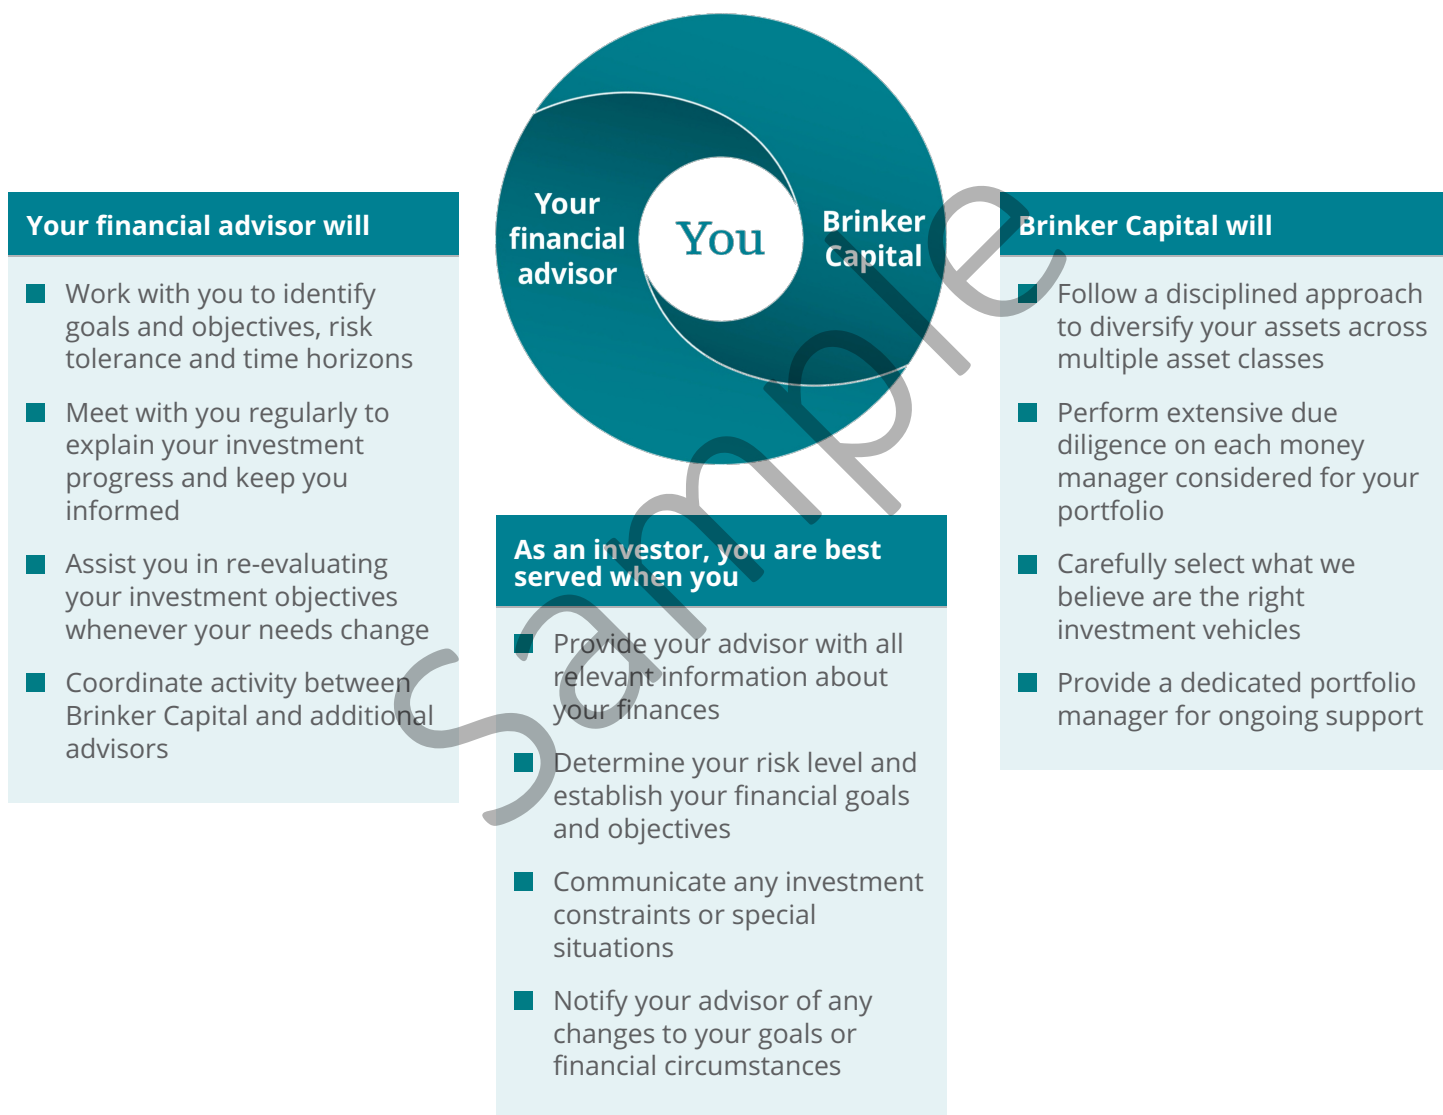 Your
financial
advisor
You
Brinker
Capital
Your financial advisor will
Work with you to identify
goals and objectives, risk
tolerance and time horizons
Meet with you regularly to
explain your investment
progress and keep you
informed
Assist you in re-evaluating
your investment objectives
whenever your needs change
Coordinate activity between
Brinker Capital and additional
advisors
As an investor, you are best
served when you
Provide your advisor with all
relevant information about
your finances
Determine your risk level and
establish your financial goals
and objectives
Communicate any investment
constraints or special
situations
Notify your advisor of any
changes to your goals or
financial circumstances
Brinker Capital will
Follow a disciplined approach
to diversify your assets across
multiple asset classes
Perform extensive due
diligence on each money
manager considered for your
portfolio
Carefully select what we
believe are the right
investment vehicles
Provide a dedicated portfolio
manager for ongoing support
Sample